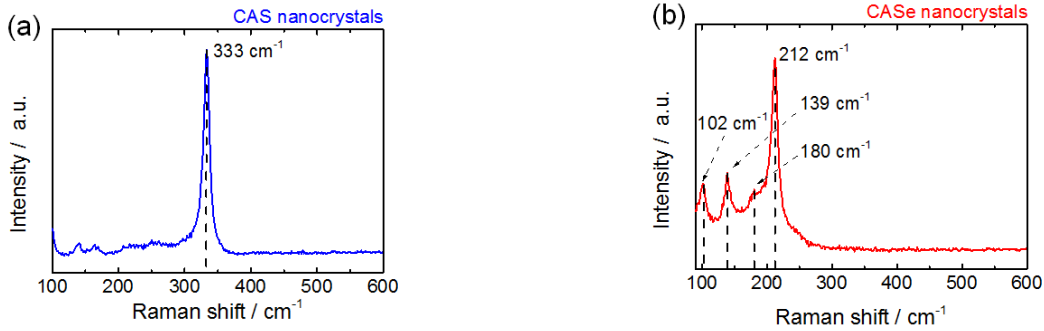 (a)
CAS nanocrystals
333 cm⁻¹
Intensity / a.u.
100 200 300 400 500 600
Raman shift / cm⁻¹
(b)
CASe nanocrystals
212 cm⁻¹
139 cm⁻¹
102 cm⁻¹
180 cm⁻¹
Intensity / a.u.
100 200 300 400 500 600
Raman shift / cm⁻¹